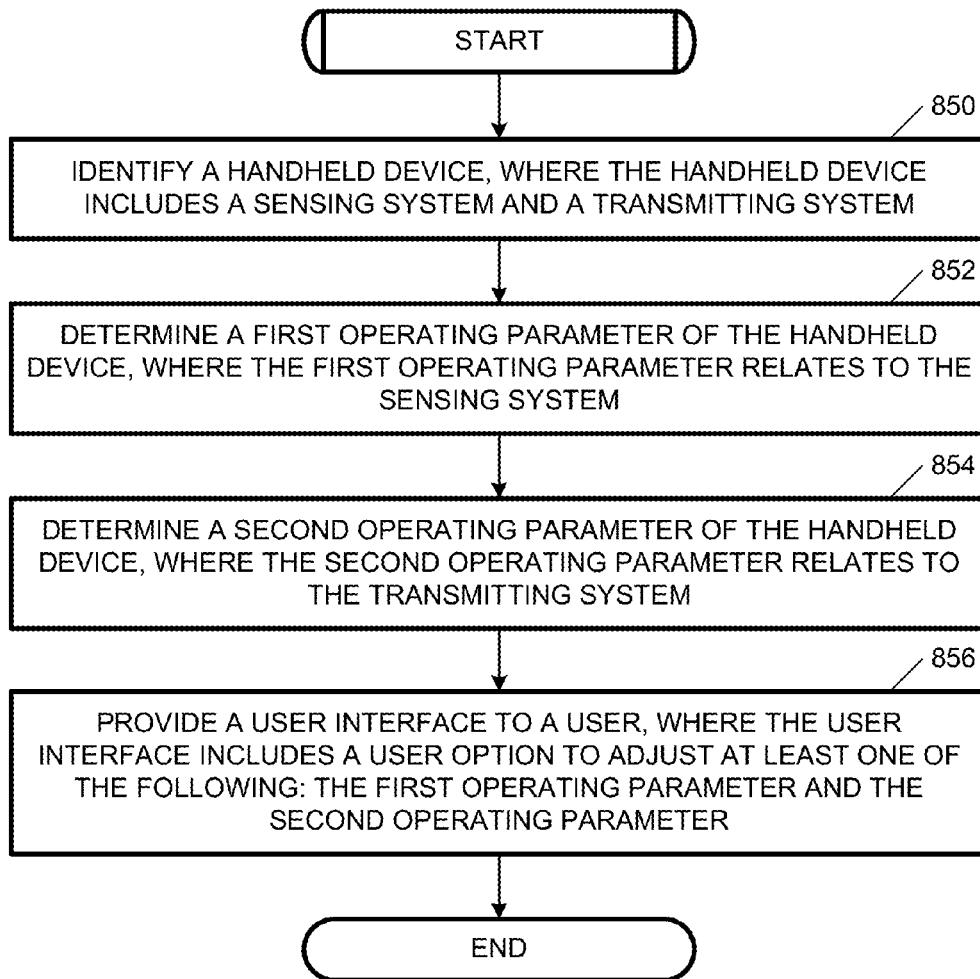 START
850
IDENTIFY A HANDHELD DEVICE, WHERE THE HANDHELD DEVICE
INCLUDES A SENSING SYSTEM AND A TRANSMITTING SYSTEM
852
DETERMINE A FIRST OPERATING PARAMETER OF THE HANDHELD
DEVICE, WHERE THE FIRST OPERATING PARAMETER RELATES TO THE
SENSING SYSTEM
854
DETERMINE A SECOND OPERATING PARAMETER OF THE HANDHELD
DEVICE, WHERE THE SECOND OPERATING PARAMETER RELATES TO
THE TRANSMITTING SYSTEM
856
PROVIDE A USER INTERFACE TO A USER, WHERE THE USER
INTERFACE INCLUDES A USER OPTION TO ADJUST AT LEAST ONE OF
THE FOLLOWING: THE FIRST OPERATING PARAMETER AND THE
SECOND OPERATING PARAMETER
END